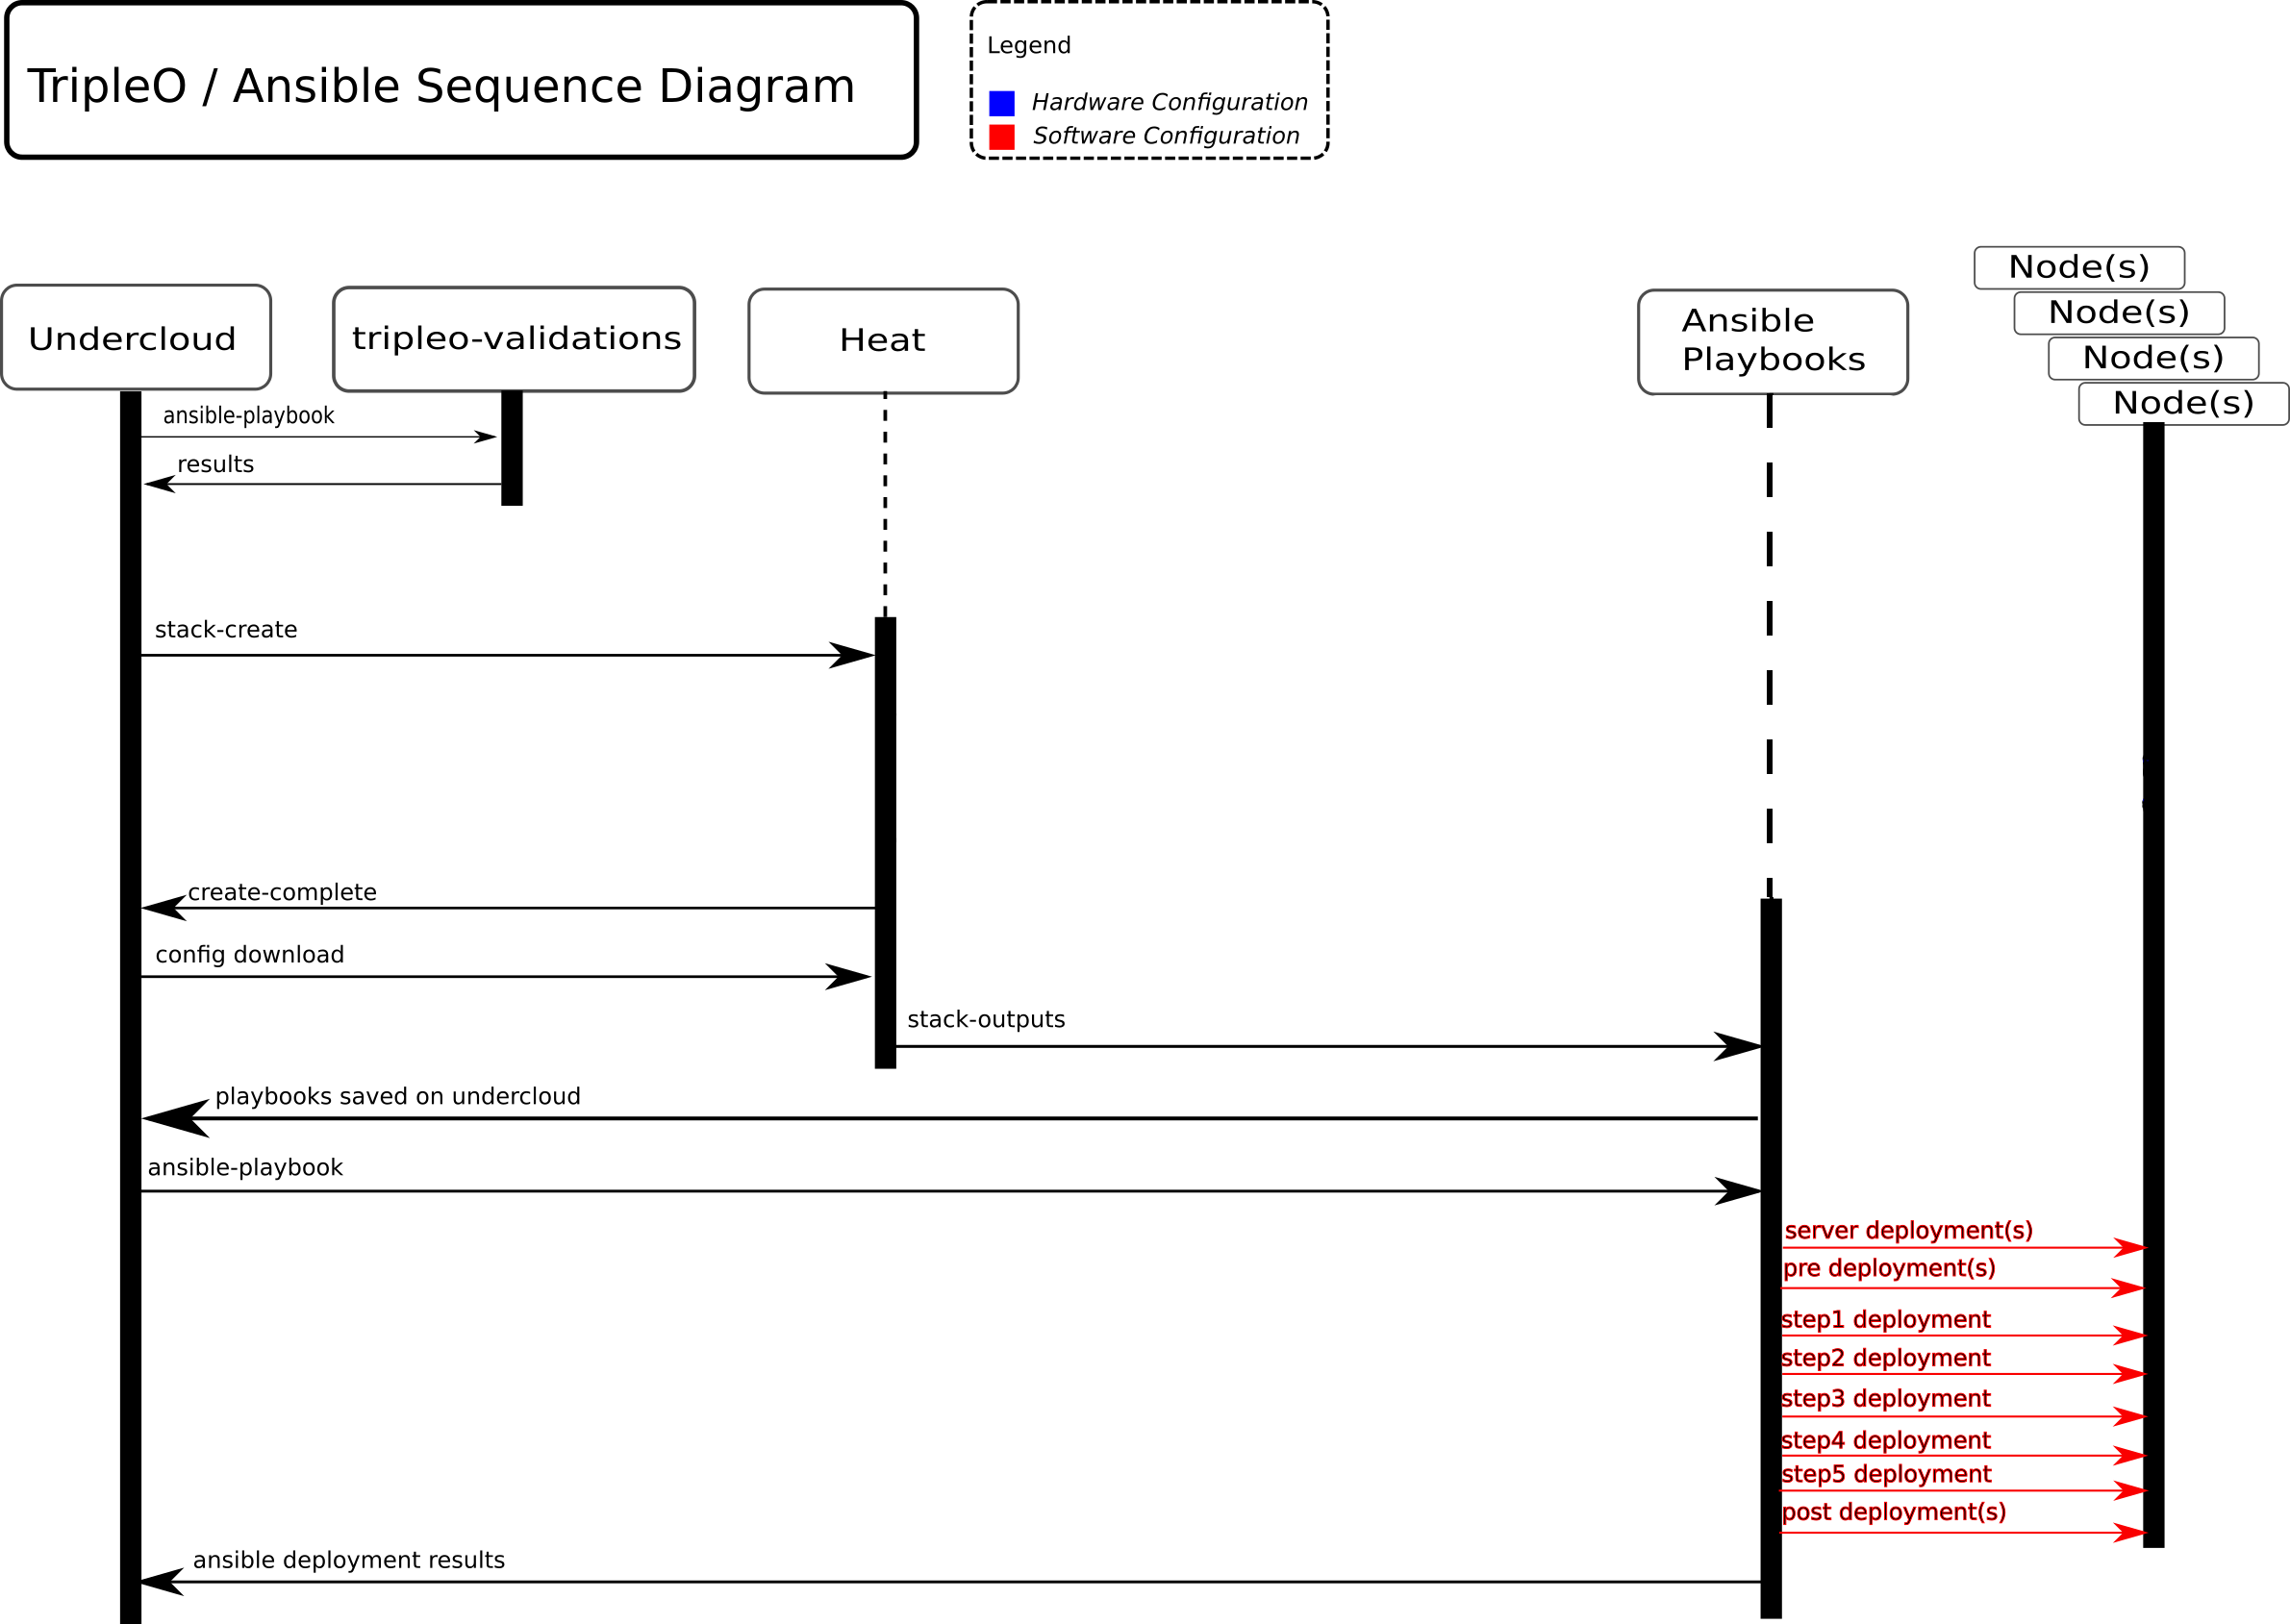 TripleO / Ansible Sequence Diagram
Legend
Hardware Configuration
Software Configuration
Node(s)
Node(s)
Node(s)
Node(s)
Undercloud
tripleo-validations
Heat
Ansible
Playbooks
ansible-playbook
results
stack-create
create-complete
config download
stack-outputs
playbooks saved on undercloud
ansible-playbook
server deployment(s)
pre deployment(s)
step1 deployment
step2 deployment
step3 deployment
step4 deployment
step5 deployment
post deployment(s)
ansible deployment results